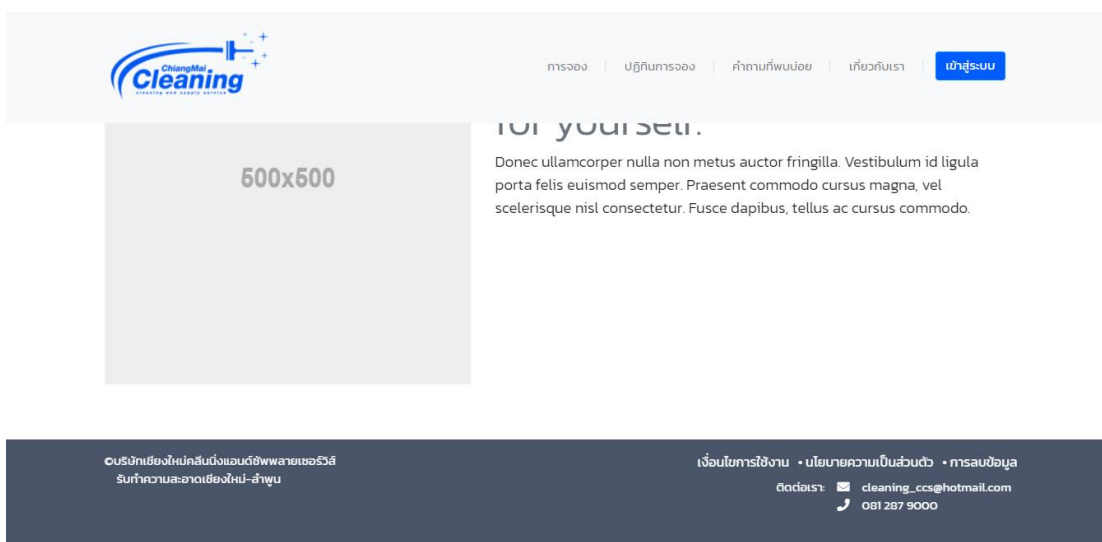 ChiangMai
Cleaning
cleaning and supply service
การจอง
ปฏิทินการจอง
คำถามที่พบบ่อย
เกี่ยวกับเรา
เข้าสู่ระบบ
for yourself.
500x500
Donec ullamcorper nulla non metus auctor fringilla. Vestibulum id ligula
porta felis euismod semper. Praesent commodo cursus magna, vel
scelerisque nisl consectetur. Fusce dapibus, tellus ac cursus commodo.
©บริษัทเชียงใหม่คลีนนิ่งแอนด์ซัพพลายเซอร์วิส์
รับทำความสะอาดเชียงใหม่-ลำพูน
เงื่อนไขการใช้งาน • นโยบายความเป็นส่วนตัว • การลบข้อมูล
ติดต่อเรา: cleaning_ccs@hotmail.com
081 287 9000